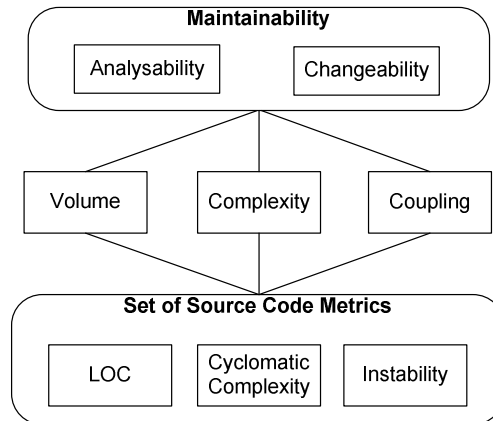 Maintainability
Analysability
Changeability
Volume
Complexity
Coupling
Set of Source Code Metrics
LOC
Cyclomatic
Complexity
Instability